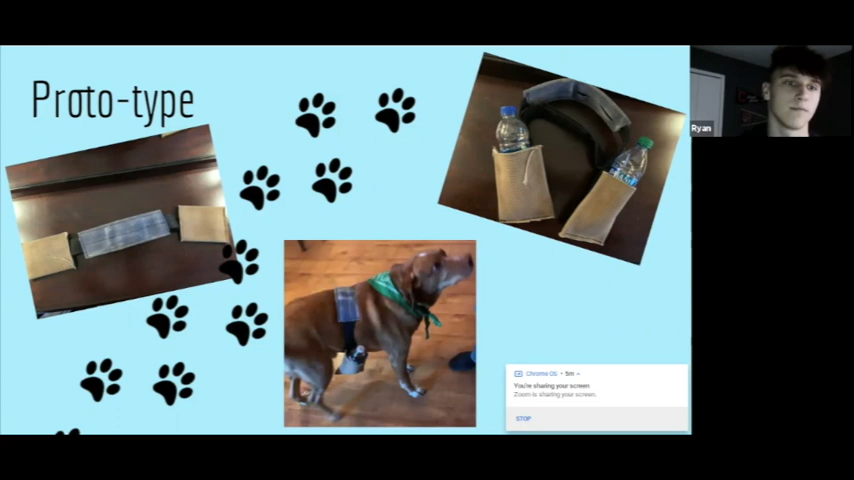 Proto-type
Ryan
Chrome OS • 5m
You're sharing your screen
Zoom is sharing your screen.
STOP